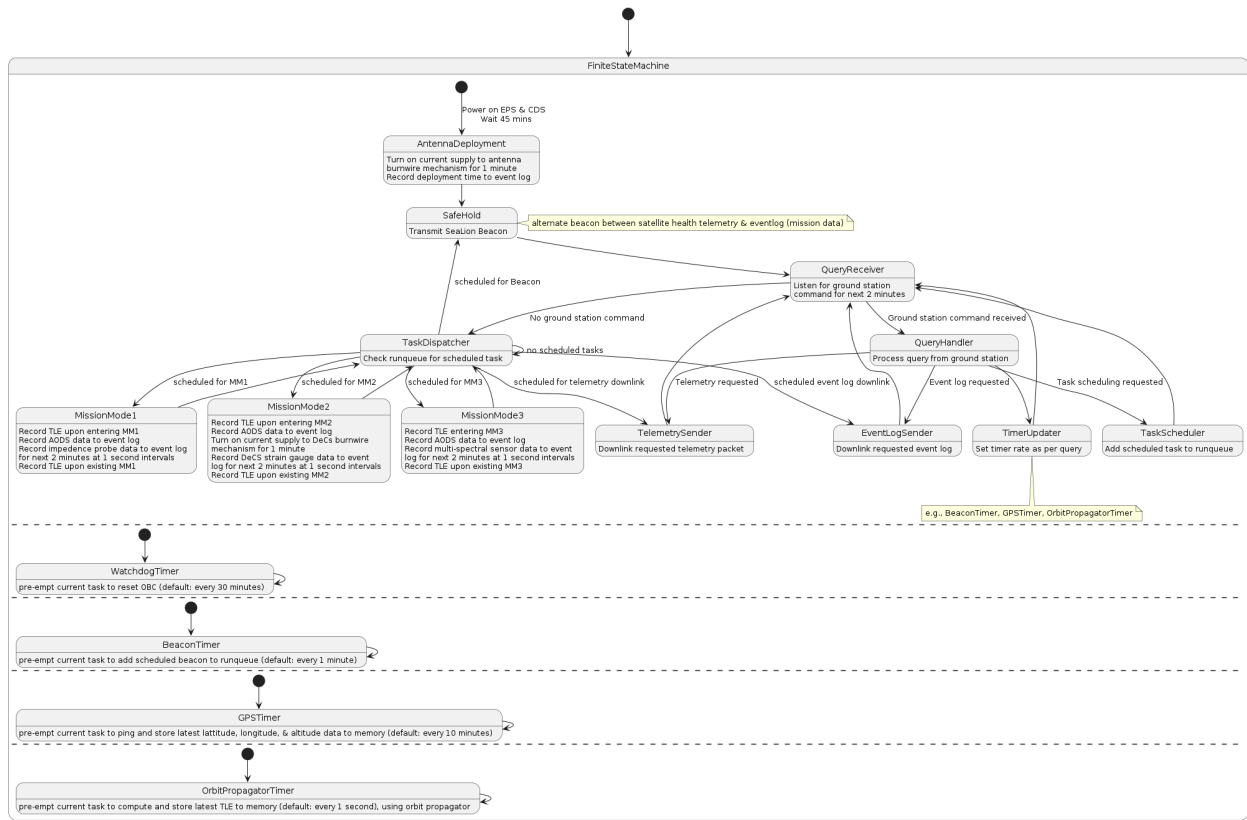 FiniteStateMachine
Power on EPS & CDS
Wait 45 mins
AntennaDeployment
Turn on current supply to antenna
burnwire mechanism for 1 minute
Record deployment time to event log
SafeHold
Transmit SeaLion Beacon
alternate beacon between satellite health telemetry & eventlog (mission data)
QueryReceiver
Listen for ground station
command for next 2 minutes
scheduled for Beacon
No ground station command
Ground station command received
TaskDispatcher
Check runqueue for scheduled task
no scheduled tasks
QueryHandler
Process query from ground station
scheduled for MM1
scheduled for MM2
scheduled for MM3
scheduled for telemetry downlink
Telemetry requested
scheduled event log downlink
Event log requested
Task scheduling requested
MissionMode1
Record TLE upon entering MM1
Record AODS data to event log
Record impedance probe data to event log
for next 2 minutes at 1 second intervals
Record TLE upon existing MM1
MissionMode2
Record TLE upon entering MM2
Record AODS data to event log
Turn on current supply to DeCs burnwire
mechanism for 1 minute
Record DeCS strain gauge data to event
log for next 2 minutes at 1 second intervals
Record TLE upon existing MM2
MissionMode3
Record TLE entering MM3
Record AODS data to event log
Record multi-spectral sensor data to event
log for next 2 minutes at 1 second intervals
Record TLE upon existing MM3
TelemetrySender
Downlink requested telemetry packet
EventLogSender
Downlink requested event log
TimerUpdater
Set timer rate as per query
TaskScheduler
Add scheduled task to runqueue
e.g., BeaconTimer, GPSTimer, OrbitPropagatorTimer
WatchdogTimer
pre-empt current task to reset OBC (default: every 30 minutes)
BeaconTimer
pre-empt current task to add scheduled beacon to runqueue (default: every 1 minute)
GPSTimer
pre-empt current task to ping and store latest lattitude, longitude, & altitude data to memory (default: every 10 minutes)
OrbitPropagatorTimer
pre-empt current task to compute and store latest TLE to memory (default: every 1 second), using orbit propagator